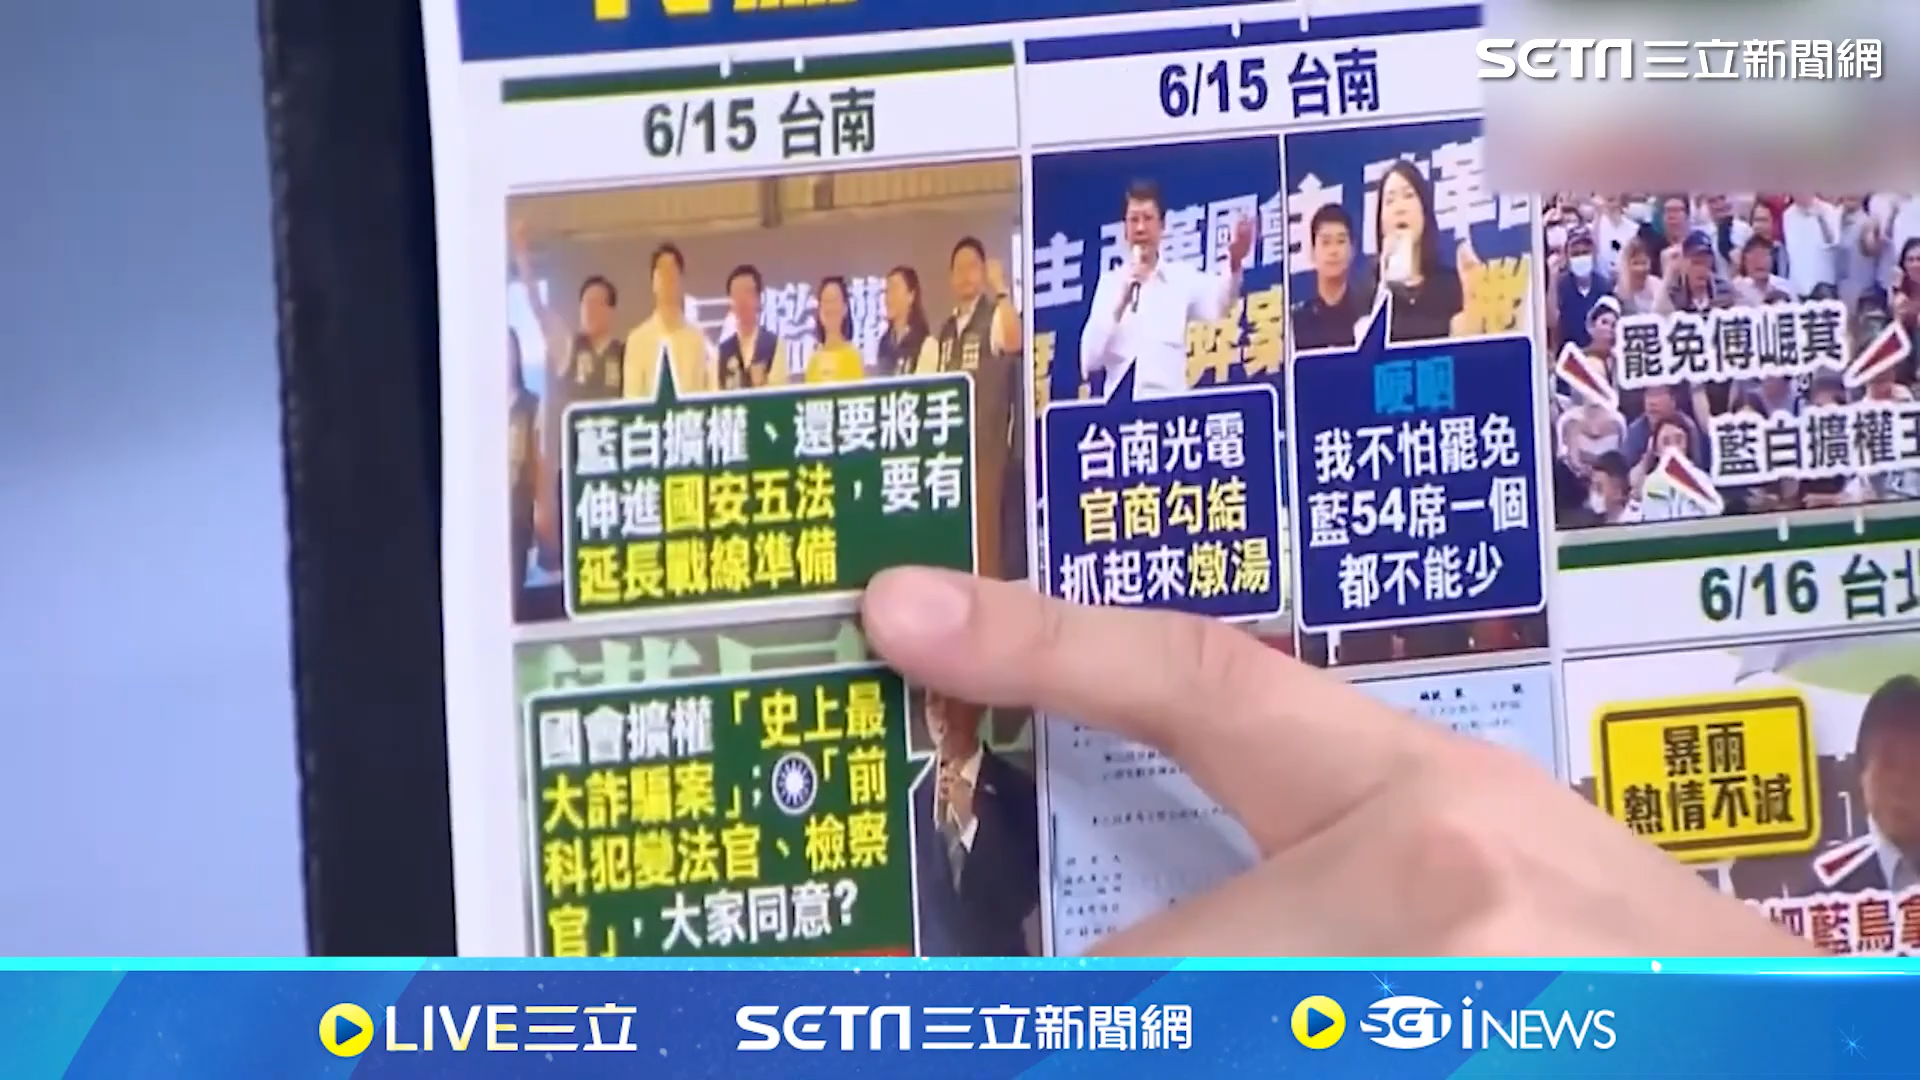 SETN三立新聞網
6/15 台南
藍白擴權、還要將手
伸進國安五法,要有
延長戰線準備
國會擴權「史上最
大詐騙案」;「前
科犯變法官、檢察
官」,大家同意?
6/15 台南
台南光電
官商勾結
抓起來燉湯
哽咽
我不怕罷免
藍54席一個
都不能少
罷免傅崐萁
藍白擴權
6/16 台北
暴雨
熱情不減
把藍鳥
LIVE三立
SETN三立新聞網
SET iNEWS